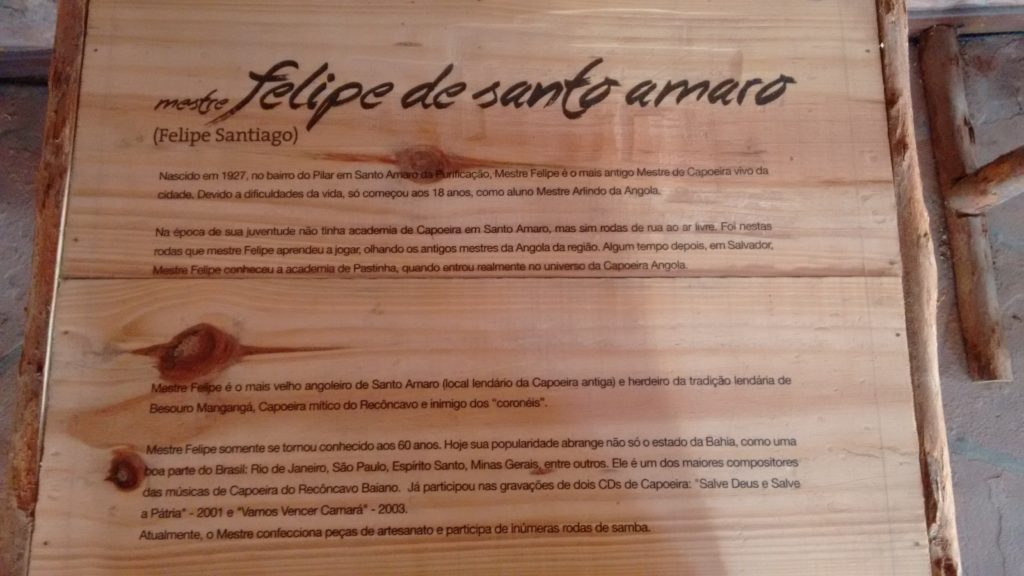 mestre felipe de santo amaro
(Felipe Santiago)
Nascido em 1927, no bairro do Pilar em Santo Amaro da Purificação, Mestre Felipe é o mais antigo Mestre de Capoeira vivo da
cidade. Devido a dificuldades da vida, só começou aos 18 anos, como aluno Mestre Arlindo da Angola.
Na época de sua juventude não tinha academia de Capoeira em Santo Amaro, mas sim rodas de rua ao ar livre. Foi nestas
rodas que mestre Felipe aprendeu a jogar, olhando os antigos mestres da Angola da região. Algum tempo depois, em Salvador,
Mestre Felipe conheceu a academia de Pastinha, quando entrou realmente no universo da Capoeira Angola.
Mestre Felipe é o mais velho angoleiro de Santo Amaro (local lendário da Capoeira antiga) e herdeiro da tradição lendária de
Besouro Mangangá, Capoeira mítico do Recôncavo e inimigo dos “coronéis”.
Mestre Felipe somente se tornou conhecido aos 60 anos. Hoje sua popularidade abrange não só o estado da Bahia, como uma
boa parte do Brasil: Rio de Janeiro, São Paulo, Espírito Santo, Minas Gerais, entre outros. Ele é um dos maiores compositores
das músicas de Capoeira do Recôncavo Baiano. Já participou nas gravações de dois CDs de Capoeira: "Salve Deus e Salve
a Pátria" - 2001 e "Vamos Vencer Camará" - 2003.
Atualmente, o Mestre confecciona peças de artesanato e participa de inúmeras rodas de samba.